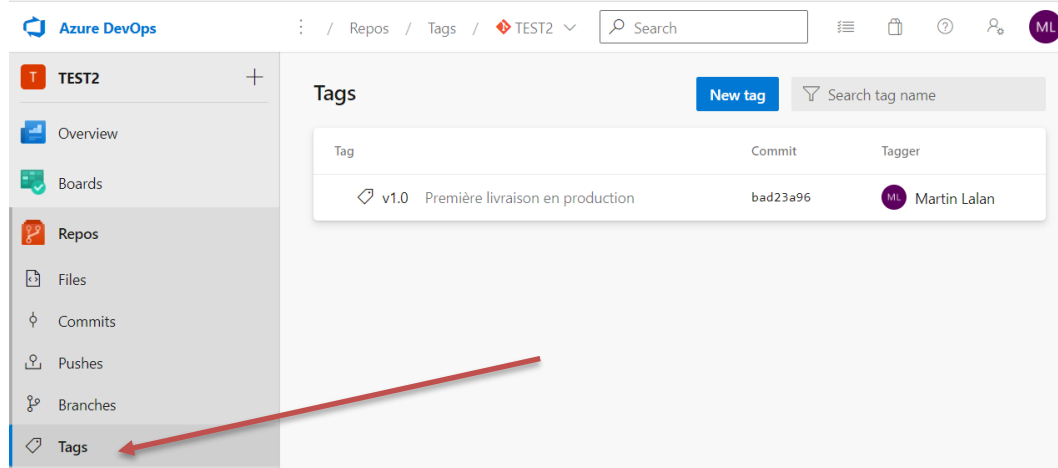 Azure DevOps
/ Repos / Tags / TEST2
Search
ML
T TEST2
Overview
Boards
Repos
Files
Commits
Pushes
Branches
Tags
Tags
New tag
Search tag name
Tag Commit Tagger
v1.0 Première livraison en production bad23a96 ML Martin Lalan